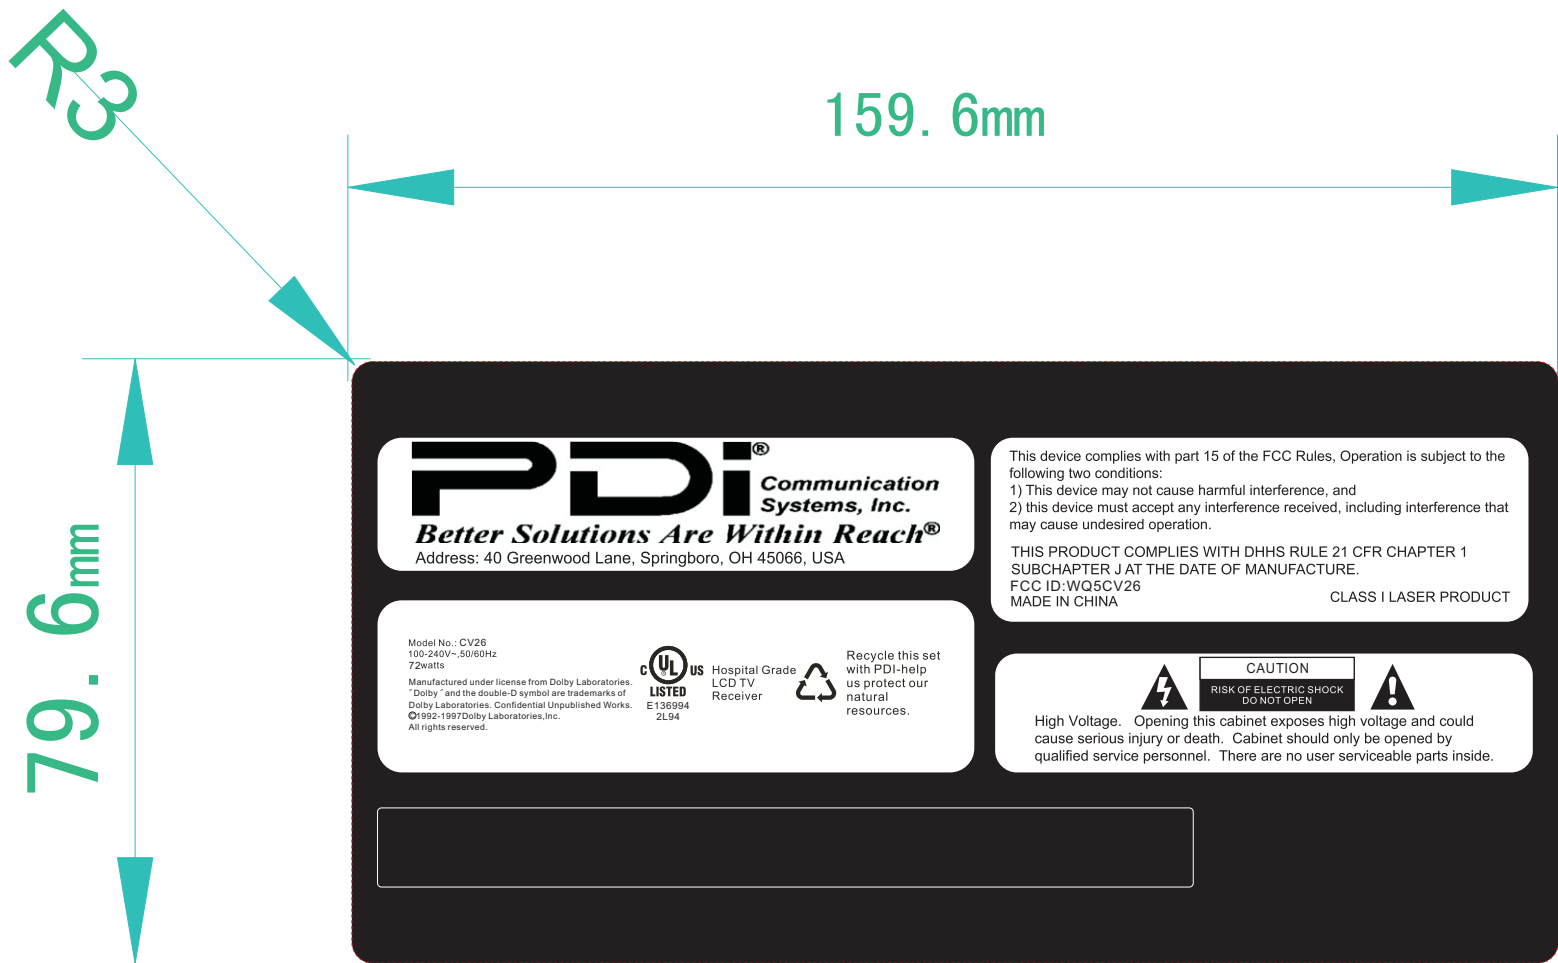 R3
159.6mm
79.6mm
PDi®
Communication
Systems, Inc.
Better Solutions Are Within Reach®
Address: 40 Greenwood Lane, Springboro, OH 45066, USA
This device complies with part 15 of the FCC Rules, Operation is subject to the
following two conditions:
1) This device may not cause harmful interference, and
2) this device must accept any interference received, including interference that
may cause undesired operation.
THIS PRODUCT COMPLIES WITH DHHS RULE 21 CFR CHAPTER 1
SUBCHAPTER J AT THE DATE OF MANUFACTURE.
FCC ID:WQ5CV26
MADE IN CHINA
CLASS I LASER PRODUCT
Model No.: CV26
100-240V~,50/60Hz
72watts
Manufactured under license from Dolby Laboratories.
˝Dolby˝ and the double-D symbol are trademarks of
Dolby Laboratories. Confidential Unpublished Works.
©1992-1997Dolby Laboratories,Inc.
All rights reserved.
C UL® US
LISTED
E136994
2L94
Hospital Grade
LCD TV
Receiver
Recycle this set
with PDI-help
us protect our
natural
resources.
CAUTION
RISK OF ELECTRIC SHOCK
DO NOT OPEN
High Voltage.   Opening this cabinet exposes high voltage and could
cause serious injury or death.  Cabinet should only be opened by
qualified service personnel.  There are no user serviceable parts inside.